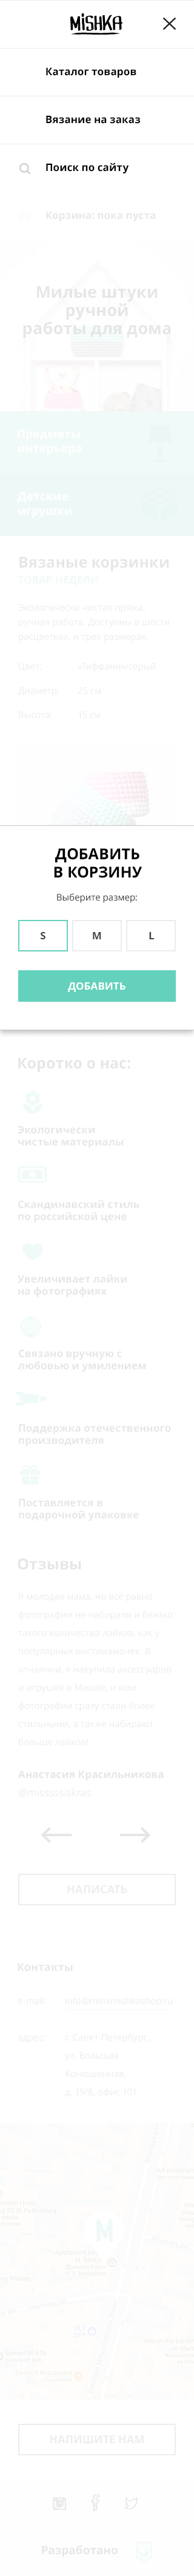 MiSHKA
Каталог товаров
Вязание на заказ
Поиск по сайту
Корзина: пока пуста
Милые штуки
ручной
работы для дома
Предметы
интерьера
Детские
игрушки
Вязаные корзинки
ТОВАР НЕДЕЛИ
Экологически чистая пряжа,
ручная работа. Доступны в шести
расцветках, и трех размерах.
Цвет: «Тиффани»/серый
Диаметр: 25 см
Высота: 15 см
ДОБАВИТЬ
В КОРЗИНУ
Выберите размер:
S M L
ДОБАВИТЬ
Коротко о нас:
Экологически
чистые материалы
Скандинавский стиль
по российской цене
Увеличивает лайки
на фотографиях
Связано вручную с
любовью и умилением
Поддержка отечественного
производителя
Поставляется в
подарочной упаковке
Отзывы
Я молодая мама, но всё равно
фотографии не набирали и близко
такого количества лайков, как у
популярных инстамамочек. В
отчаянии, я накупила аксессуаров
и игрушек в Мишке, и мои
фотографии сразу стали более
стильными, а также набирают
больше лайков!
Анастасия Красильникова
НАПИСАТЬ
Контакты
e-mail:
адрес: г. Санкт-Петербург,
ул. Большая
Конюшенная,
д. 19/8, офис 101
НАПИШИТЕ НАМ
Разработано